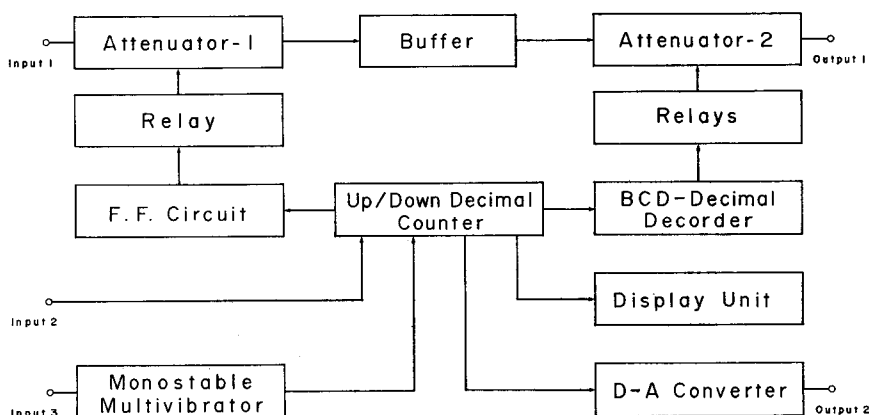 Attenuator-1
Buffer
Attenuator-2
Input 1
Output 1
Relay
Relays
F. F. Circuit
Up/Down Decimal
Counter
BCD-Decimal
Decorder
Input 2
Display Unit
Monostable
Multivibrator
D-A Converter
Input 3
Output 2